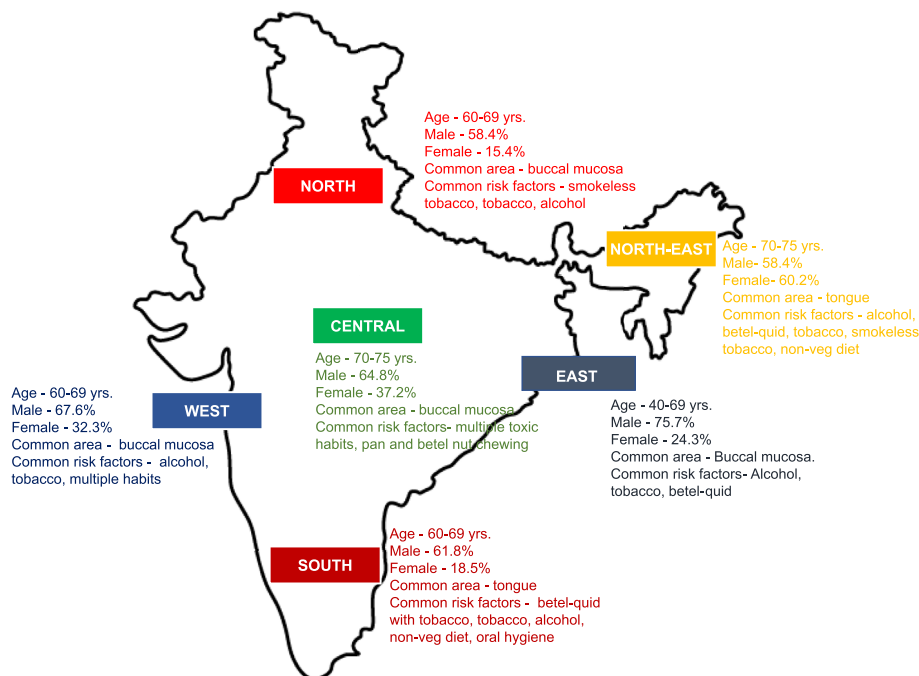 NORTH
Age - 60-69 yrs.
Male - 58.4%
Female - 15.4%
Common area - buccal mucosa
Common risk factors - smokeless
tobacco, tobacco, alcohol
NORTH-EAST
Age - 70-75 yrs.
Male- 58.4%
Female- 60.2%
Common area - tongue
Common risk factors - alcohol,
betel-quid, tobacco, smokeless
tobacco, non-veg diet
CENTRAL
Age - 70-75 yrs.
Male - 64.8%
Female - 37.2%
Common area - buccal mucosa
Common risk factors- multiple toxic
habits, pan and betel nut chewing
EAST
Age - 40-69 yrs.
Male - 75.7%
Female - 24.3%
Common area - Buccal mucosa.
Common risk factors- Alcohol,
tobacco, betel-quid
WEST
Age - 60-69 yrs.
Male - 67.6%
Female - 32.3%
Common area -  buccal mucosa
Common risk factors -  alcohol,
tobacco, multiple habits
SOUTH
Age - 60-69 yrs.
Male - 61.8%
Female - 18.5%
Common area - tongue
Common risk factors -  betel-quid
with tobacco, tobacco, alcohol,
non-veg diet, oral hygiene